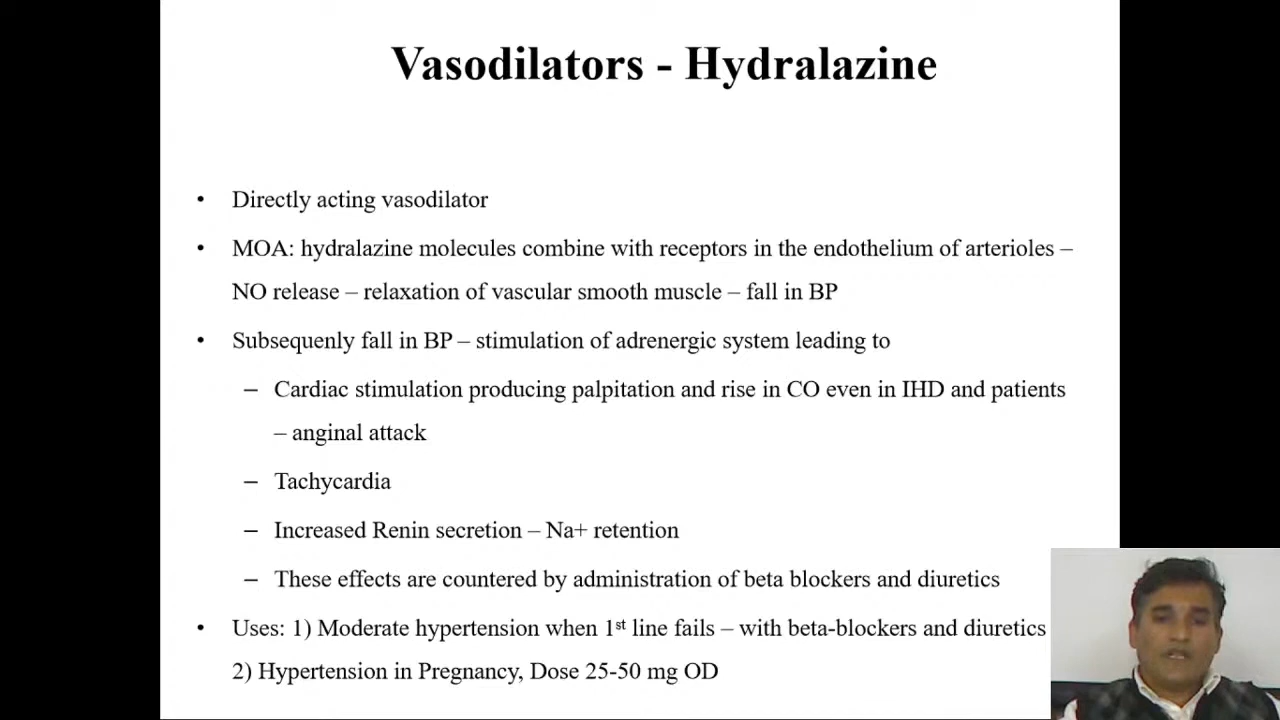 Vasodilators - Hydralazine
• Directly acting vasodilator
• MOA: hydralazine molecules combine with receptors in the endothelium of arterioles –
NO release – relaxation of vascular smooth muscle – fall in BP
• Subsequenly fall in BP – stimulation of adrenergic system leading to
– Cardiac stimulation producing palpitation and rise in CO even in IHD and patients
– anginal attack
– Tachycardia
– Increased Renin secretion – Na+ retention
– These effects are countered by administration of beta blockers and diuretics
• Uses: 1) Moderate hypertension when 1st line fails – with beta-blockers and diuretics
2) Hypertension in Pregnancy, Dose 25-50 mg OD